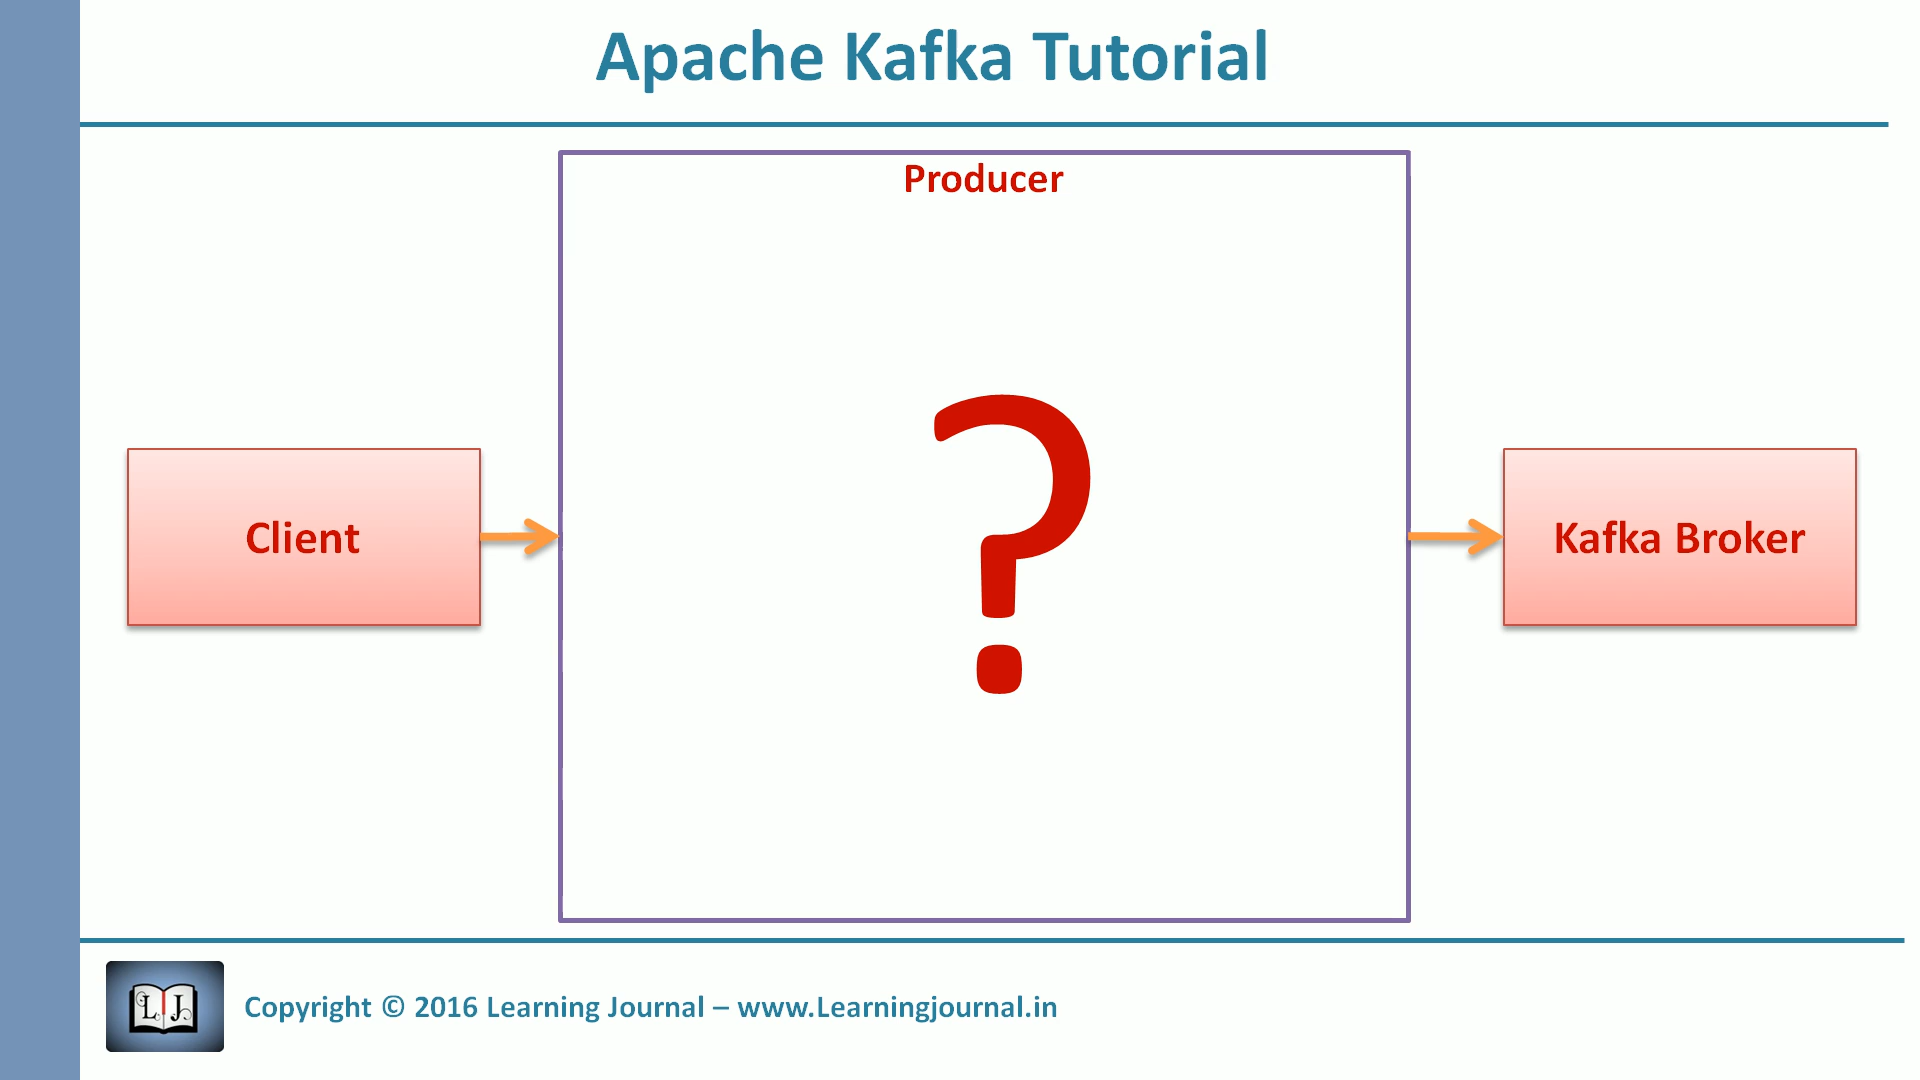 Apache Kafka Tutorial
Producer
?
Client
Kafka Broker
L J
Copyright © 2016 Learning Journal – www.Learningjournal.in